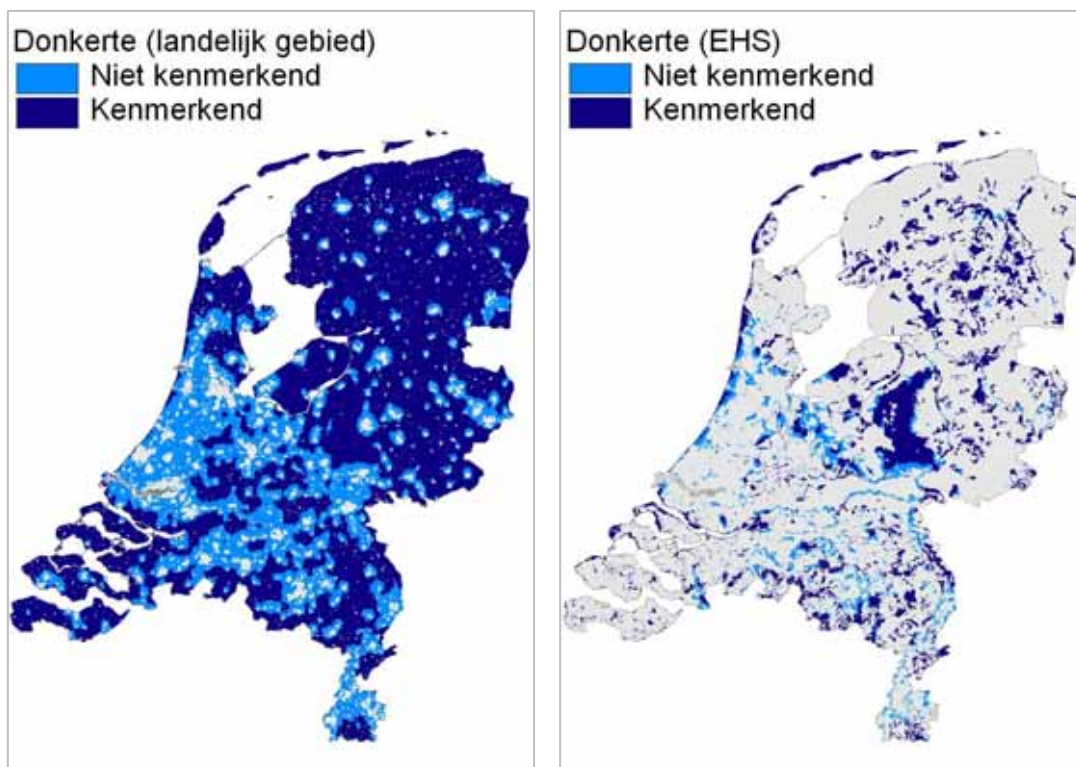 Donkerte (landelijk gebied)
Niet kenmerkend
Kenmerkend
Donkerte (EHS)
Niet kenmerkend
Kenmerkend